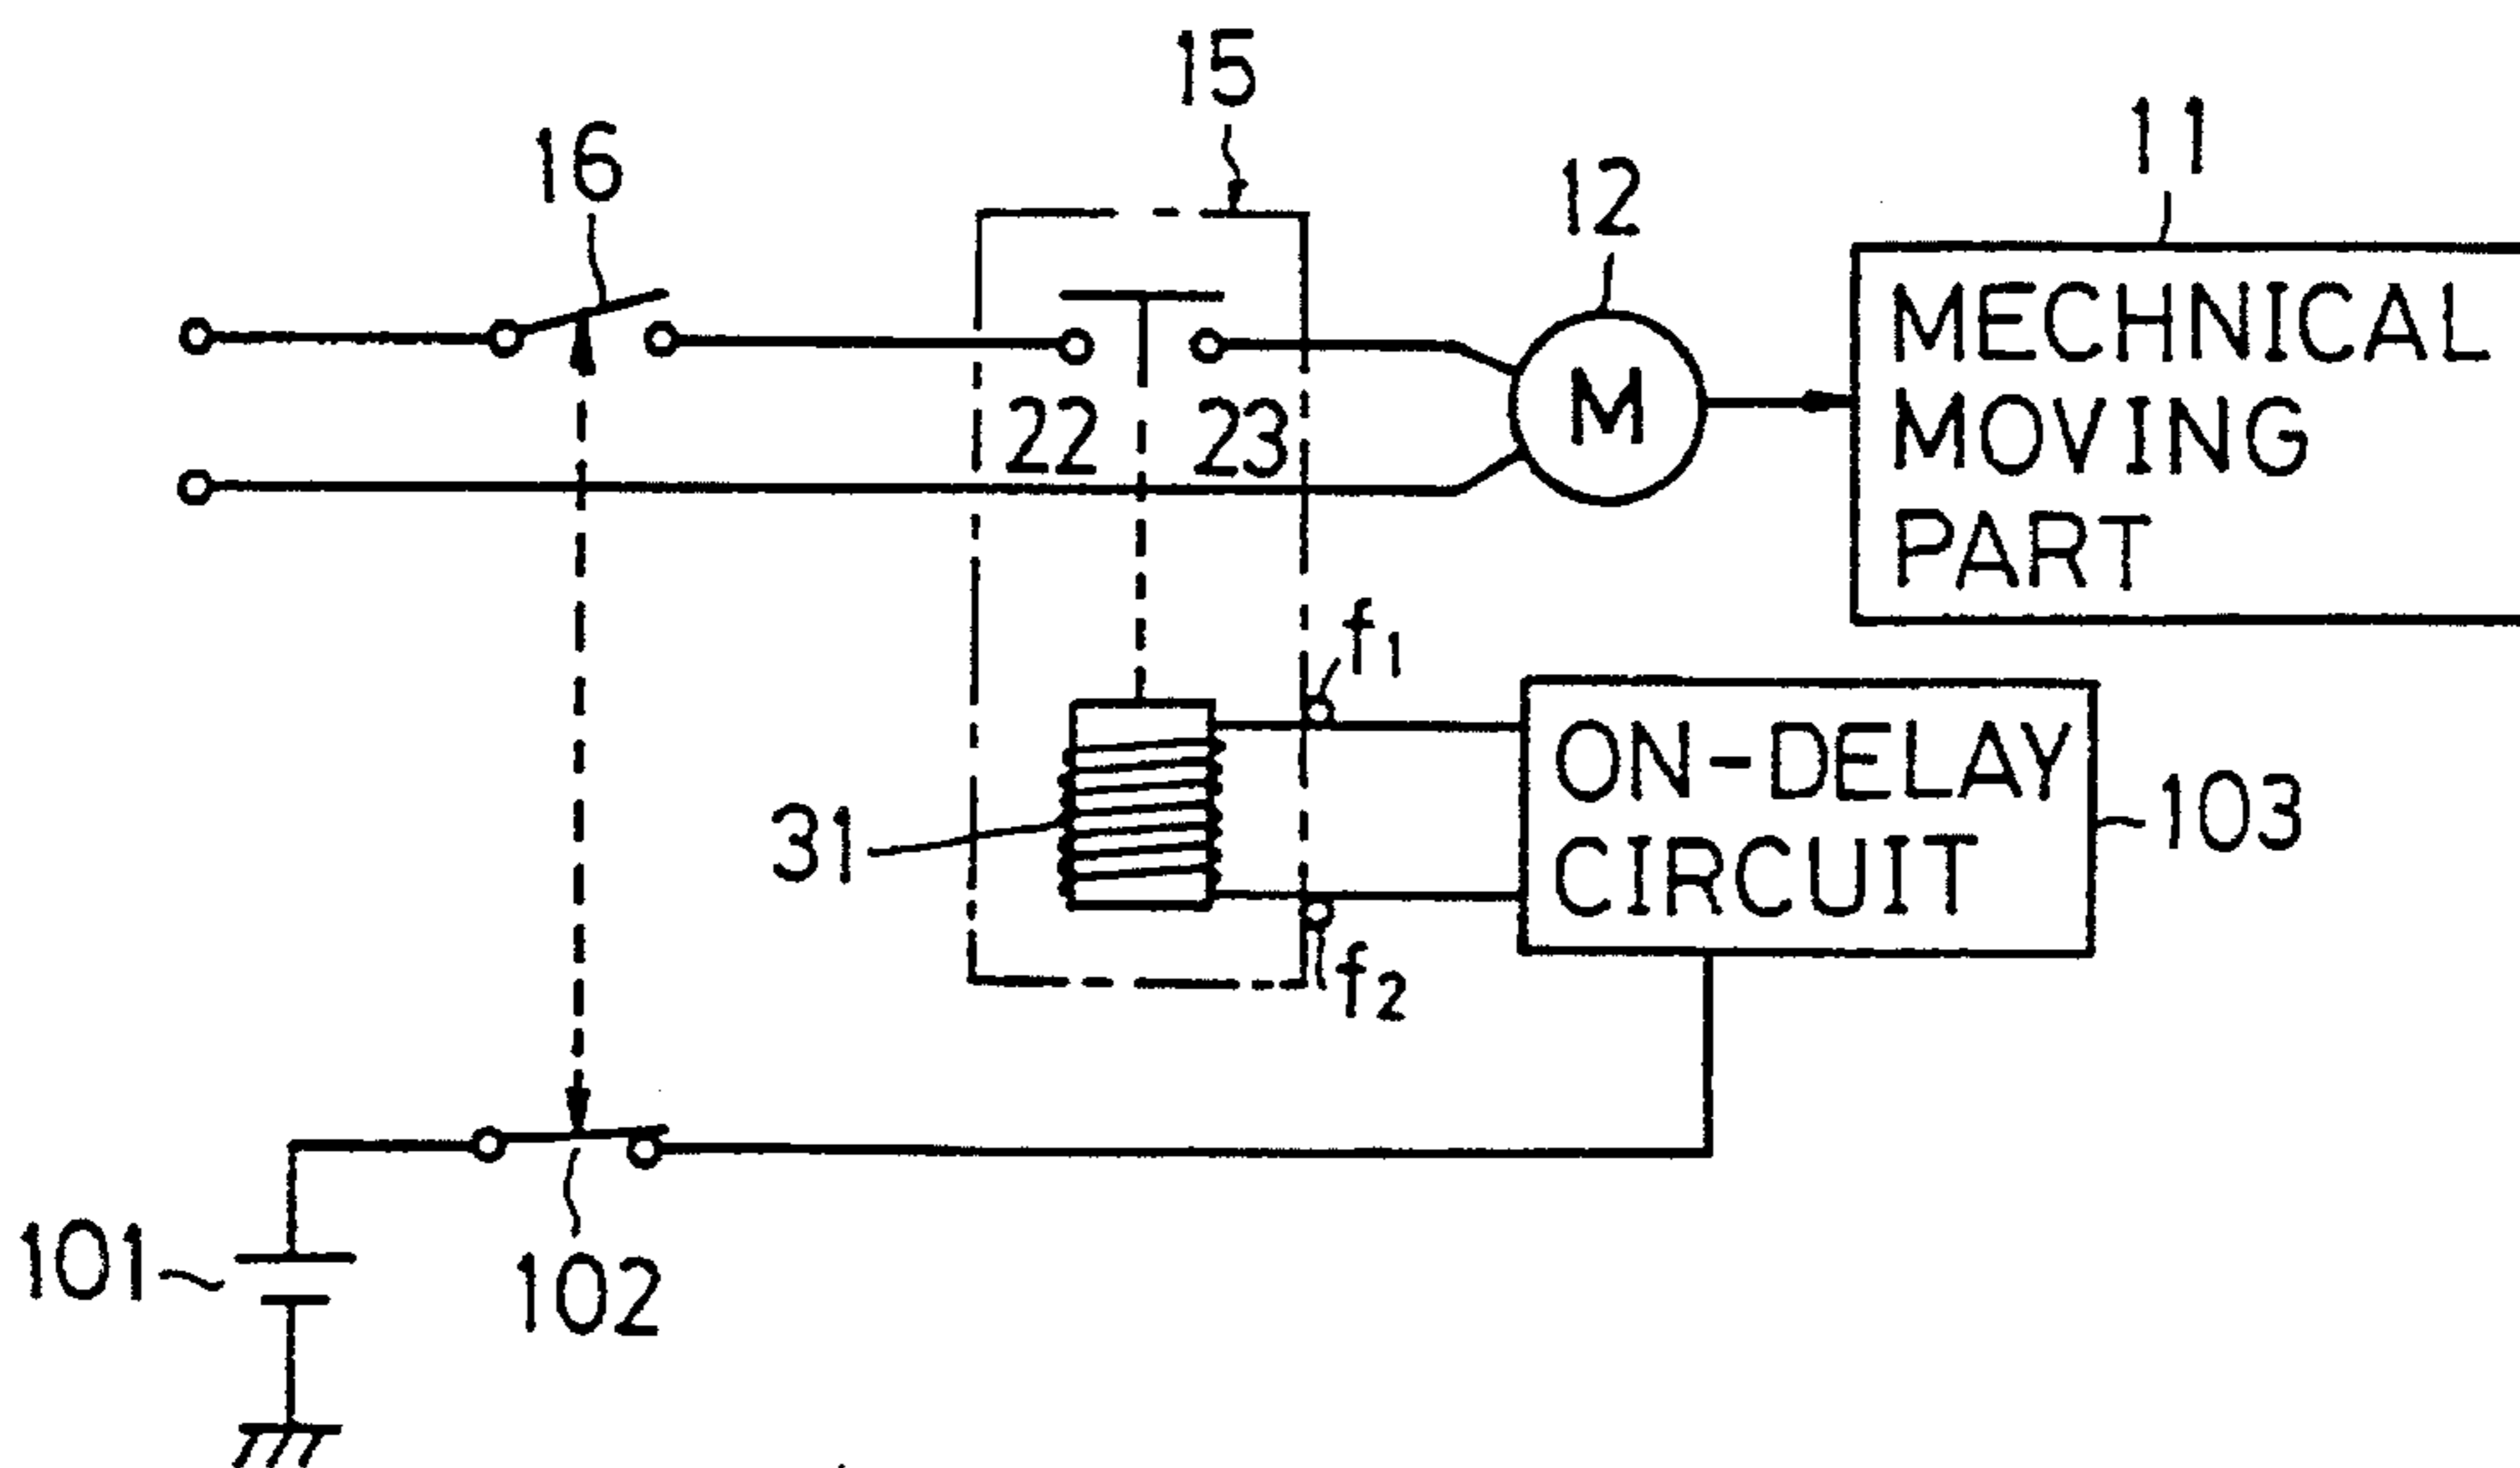 15
16
12
11
MECHNICAL
MOVING
PART
M
22
23
f1
ON-DELAY
CIRCUIT
103
31
f2
101
102